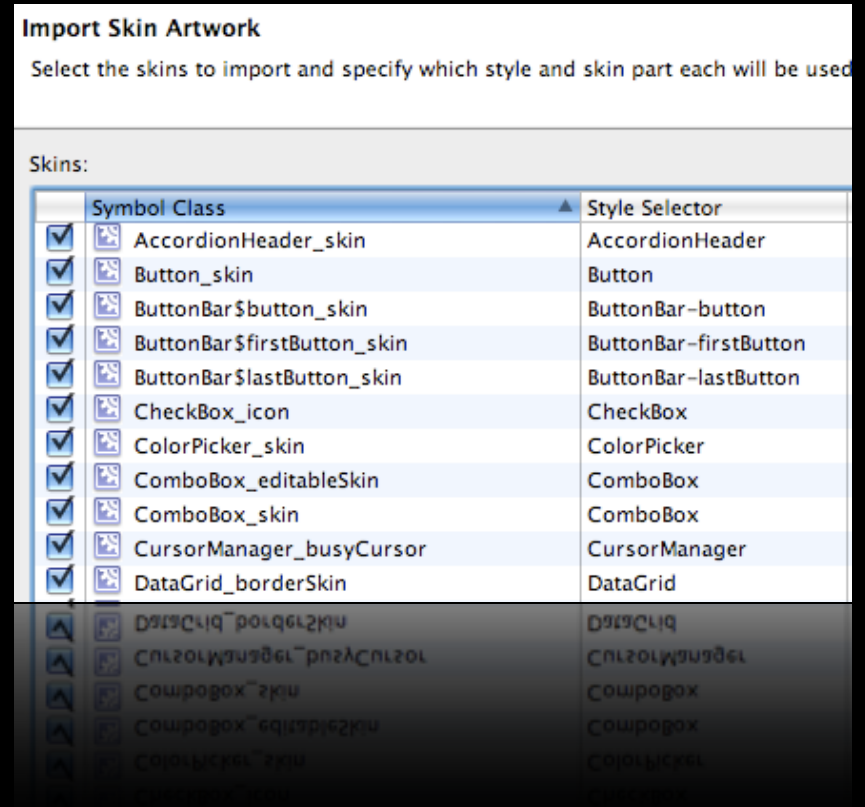 Import Skin Artwork
Select the skins to import and specify which style and skin part each will be used
Skins:
Symbol Class Style Selector
AccordionHeader_skin AccordionHeader
Button_skin Button
ButtonBar$button_skin ButtonBar-button
ButtonBar$firstButton_skin ButtonBar-firstButton
ButtonBar$lastButton_skin ButtonBar-lastButton
CheckBox_icon CheckBox
ColorPicker_skin ColorPicker
ComboBox_editableSkin ComboBox
ComboBox_skin ComboBox
CursorManager_busyCursor CursorManager
DataGrid_borderSkin DataGrid